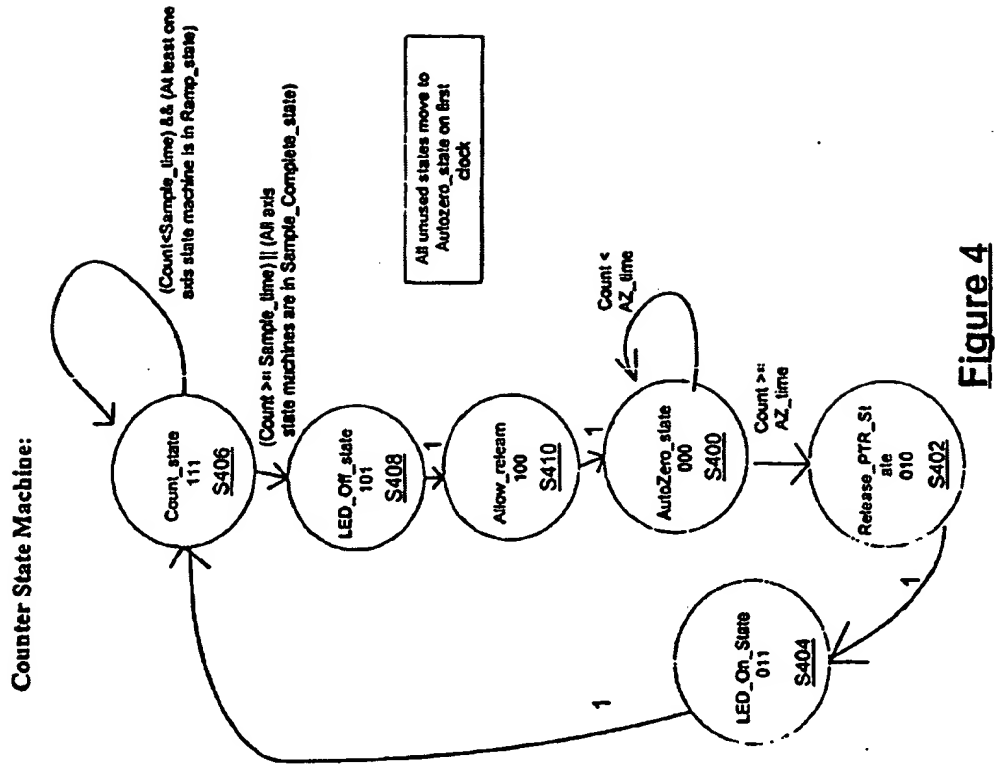 Counter State Machine:
(Count<Sample_time) && (At least one
axis state machine is in Ramp_state)
Count_state
111
S406
(Count >= Sample_time) || (All axis
state machines are in Sample_Complete_state)
LED_Off_state
101
S408
1
Allow_relearn
100
S410
1
All unused states move to
Autozero_state on first
clock
AutoZero_state
000
S400
Count <
AZ_time
Count >=
AZ_time
Release_PTR_St
ate
010
S402
1
LED_On_State
011
S404
1
Figure 4